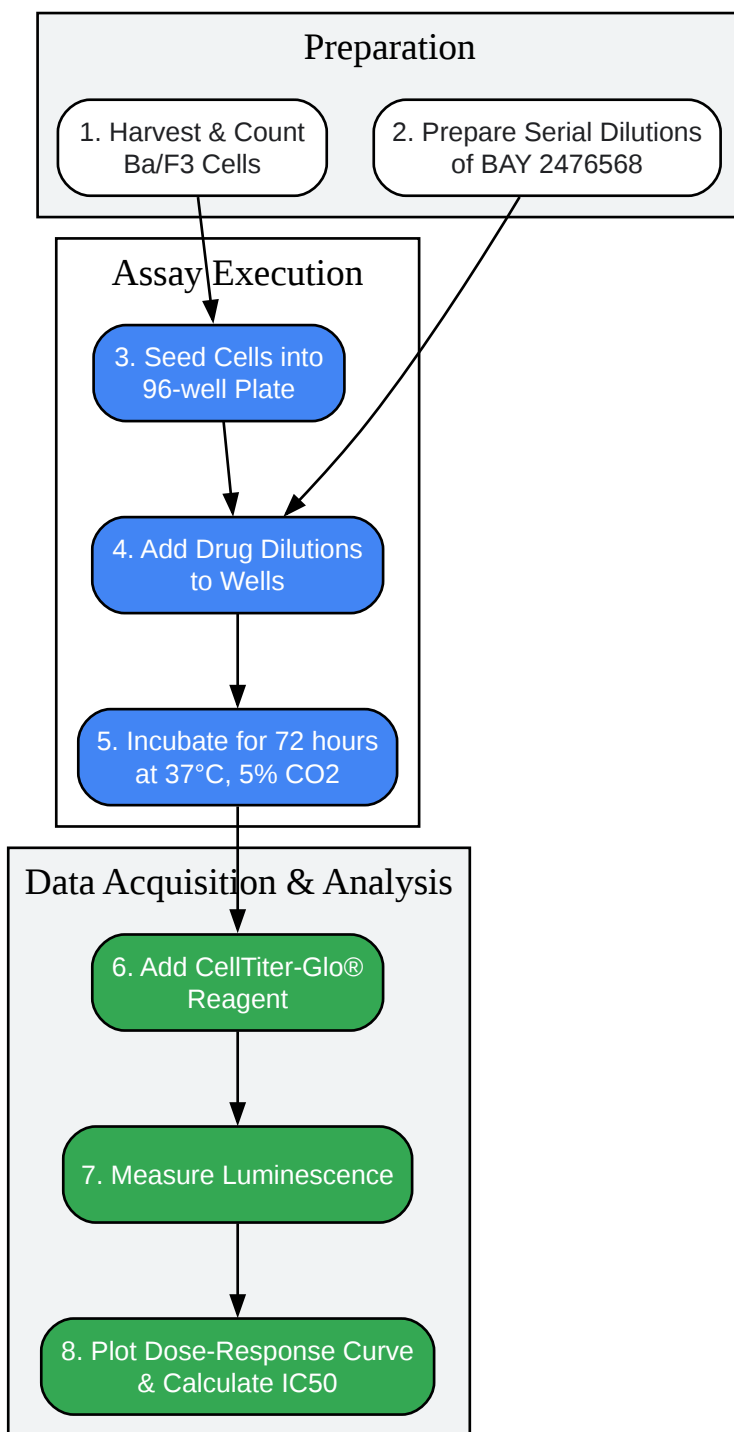 Preparation
1. Harvest & Count
Ba/F3 Cells
2. Prepare Serial Dilutions
of BAY 2476568
Assay Execution
3. Seed Cells into
96-well Plate
4. Add Drug Dilutions
to Wells
5. Incubate for 72 hours
at 37°C, 5% CO2
Data Acquisition & Analysis
6. Add CellTiter-Glo®
Reagent
7. Measure Luminescence
8. Plot Dose-Response Curve
& Calculate IC50